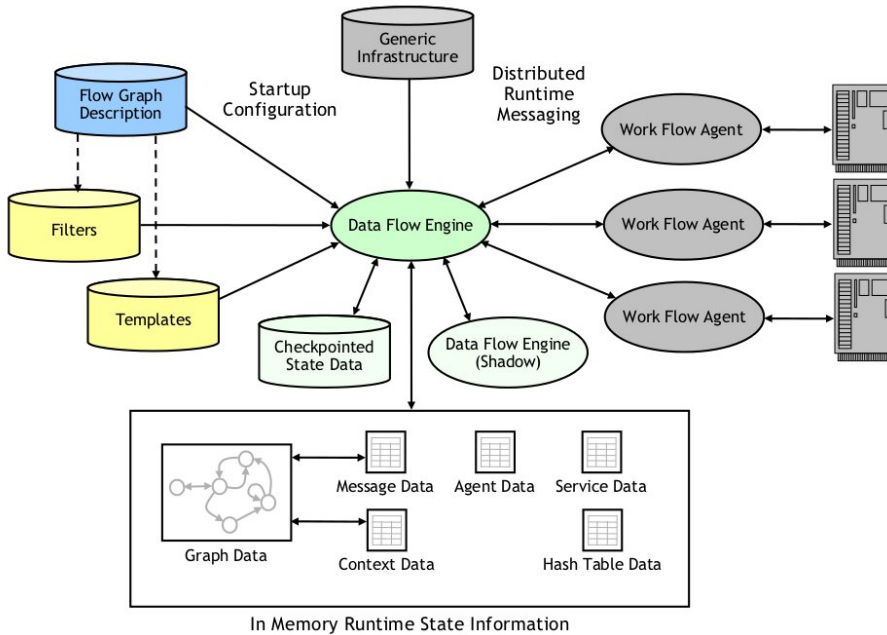 Generic
Infrastructure
Flow Graph
Description
Startup
Configuration
Distributed
Runtime
Messaging
Work Flow Agent
Filters
Data Flow Engine
Work Flow Agent
Templates
Work Flow Agent
Checkpointed
State Data
Data Flow Engine
(Shadow)
Message Data
Agent Data
Service Data
Graph Data
Context Data
Hash Table Data
In Memory Runtime State Information